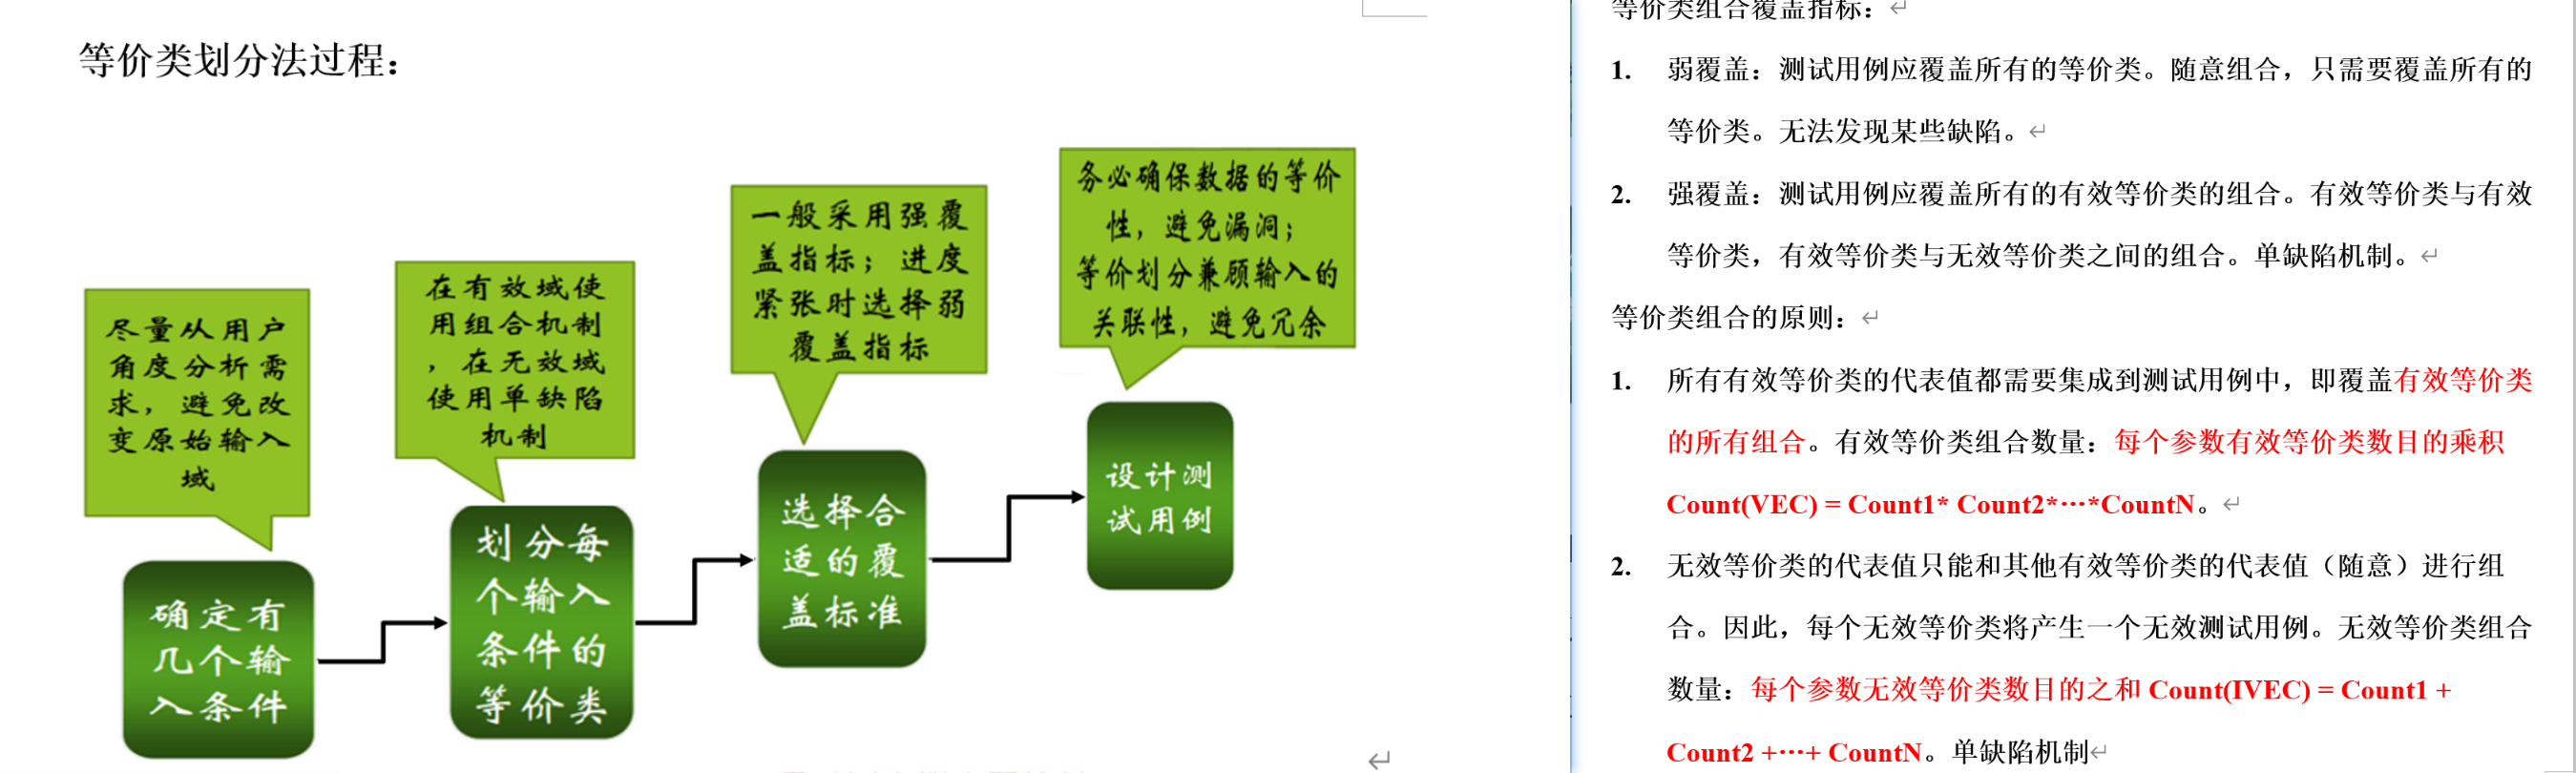 等价类划分法过程：
尽量从用户
角度分析需
求，避免改
变原始输入
域
在有效域使
用组合机制
，在无效域
使用单缺陷
机制
一般采用强覆
盖指标；进度
紧张时选择弱
覆盖指标
务必确保数据的等价
性，避免漏洞；
等价划分兼顾输入的
关联性，避免冗余
确定有
几个输
入条件
划分每
个输入
条件的
等价类
选择合
适的覆
盖标准
设计测
试用例
等价类组合覆盖指标：
1. 弱覆盖：测试用例应覆盖所有的等价类。随意组合，只需要覆盖所有的
等价类。无法发现某些缺陷。
2. 强覆盖：测试用例应覆盖所有的有效等价类的组合。有效等价类与有效
等价类，有效等价类与无效等价类之间的组合。单缺陷机制。
等价类组合的原则：
1. 所有有效等价类的代表值都需要集成到测试用例中，即覆盖有效等价类
的所有组合。有效等价类组合数量：每个参数有效等价类数目的乘积
Count(VEC) = Count1* Count2*…*CountN。
2. 无效等价类的代表值只能和其他有效等价类的代表值（随意）进行组
合。因此，每个无效等价类将产生一个无效测试用例。无效等价类组合
数量：每个参数无效等价类数目的之和 Count(IVEC) = Count1 +
Count2 +…+ CountN。单缺陷机制